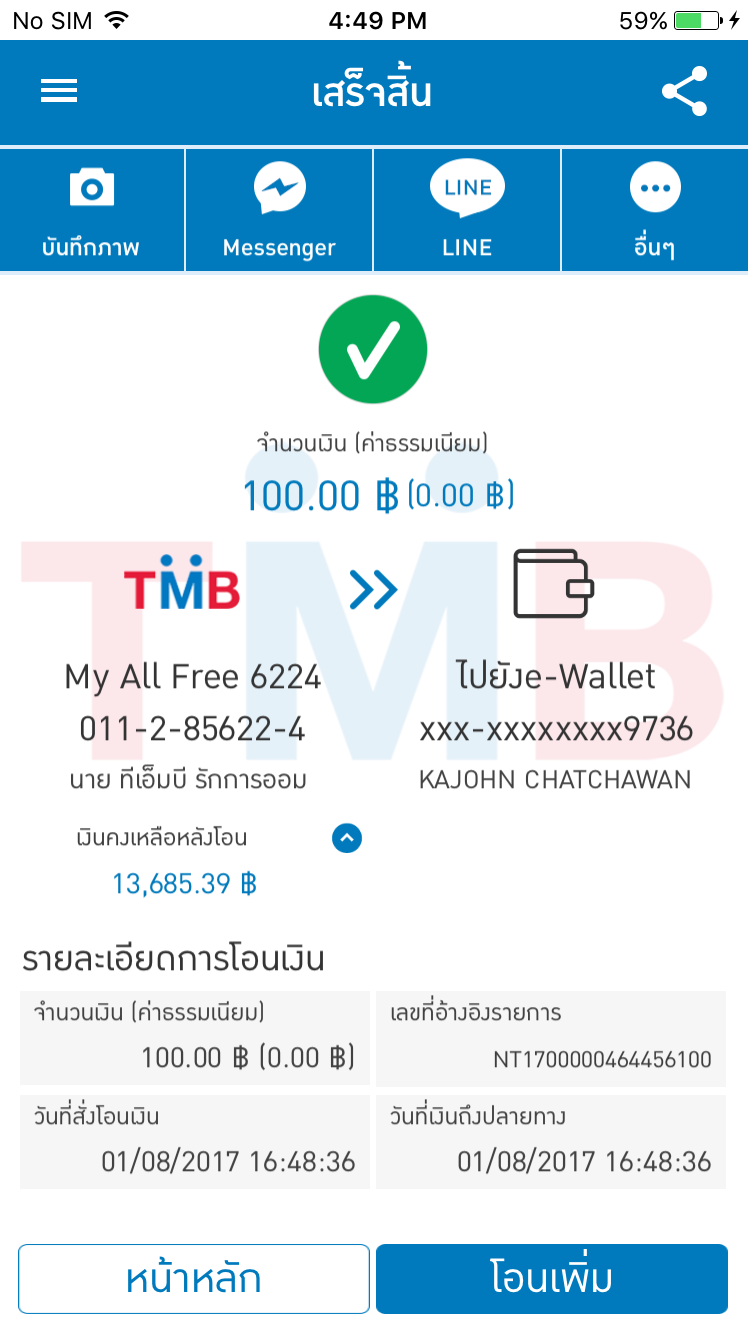 No SIM 4:49 PM 59%
เสร็จสิ้น
บันทึกภาพ Messenger LINE LINE อื่นๆ
จำนวนเงิน (ค่าธรรมเนียม)
100.00 ฿ (0.00 ฿)
TMB
My All Free 6224 ไปยังe-Wallet
011-2-85622-4 xxx-xxxxxxxx9736
นาย ทีเอ็มบี รักการออม KAJOHN CHATCHAWAN
เงินคงเหลือหลังโอน
13,685.39 ฿
TMB
รายละเอียดการโอนเงิน
จำนวนเงิน (ค่าธรรมเนียม) เลขที่อ้างอิงรายการ
100.00 ฿ (0.00 ฿) NT1700000464456100
วันที่สั่งโอนเงิน วันที่เงินถึงปลายทาง
01/08/2017 16:48:36 01/08/2017 16:48:36
หน้าหลัก โอนเพิ่ม